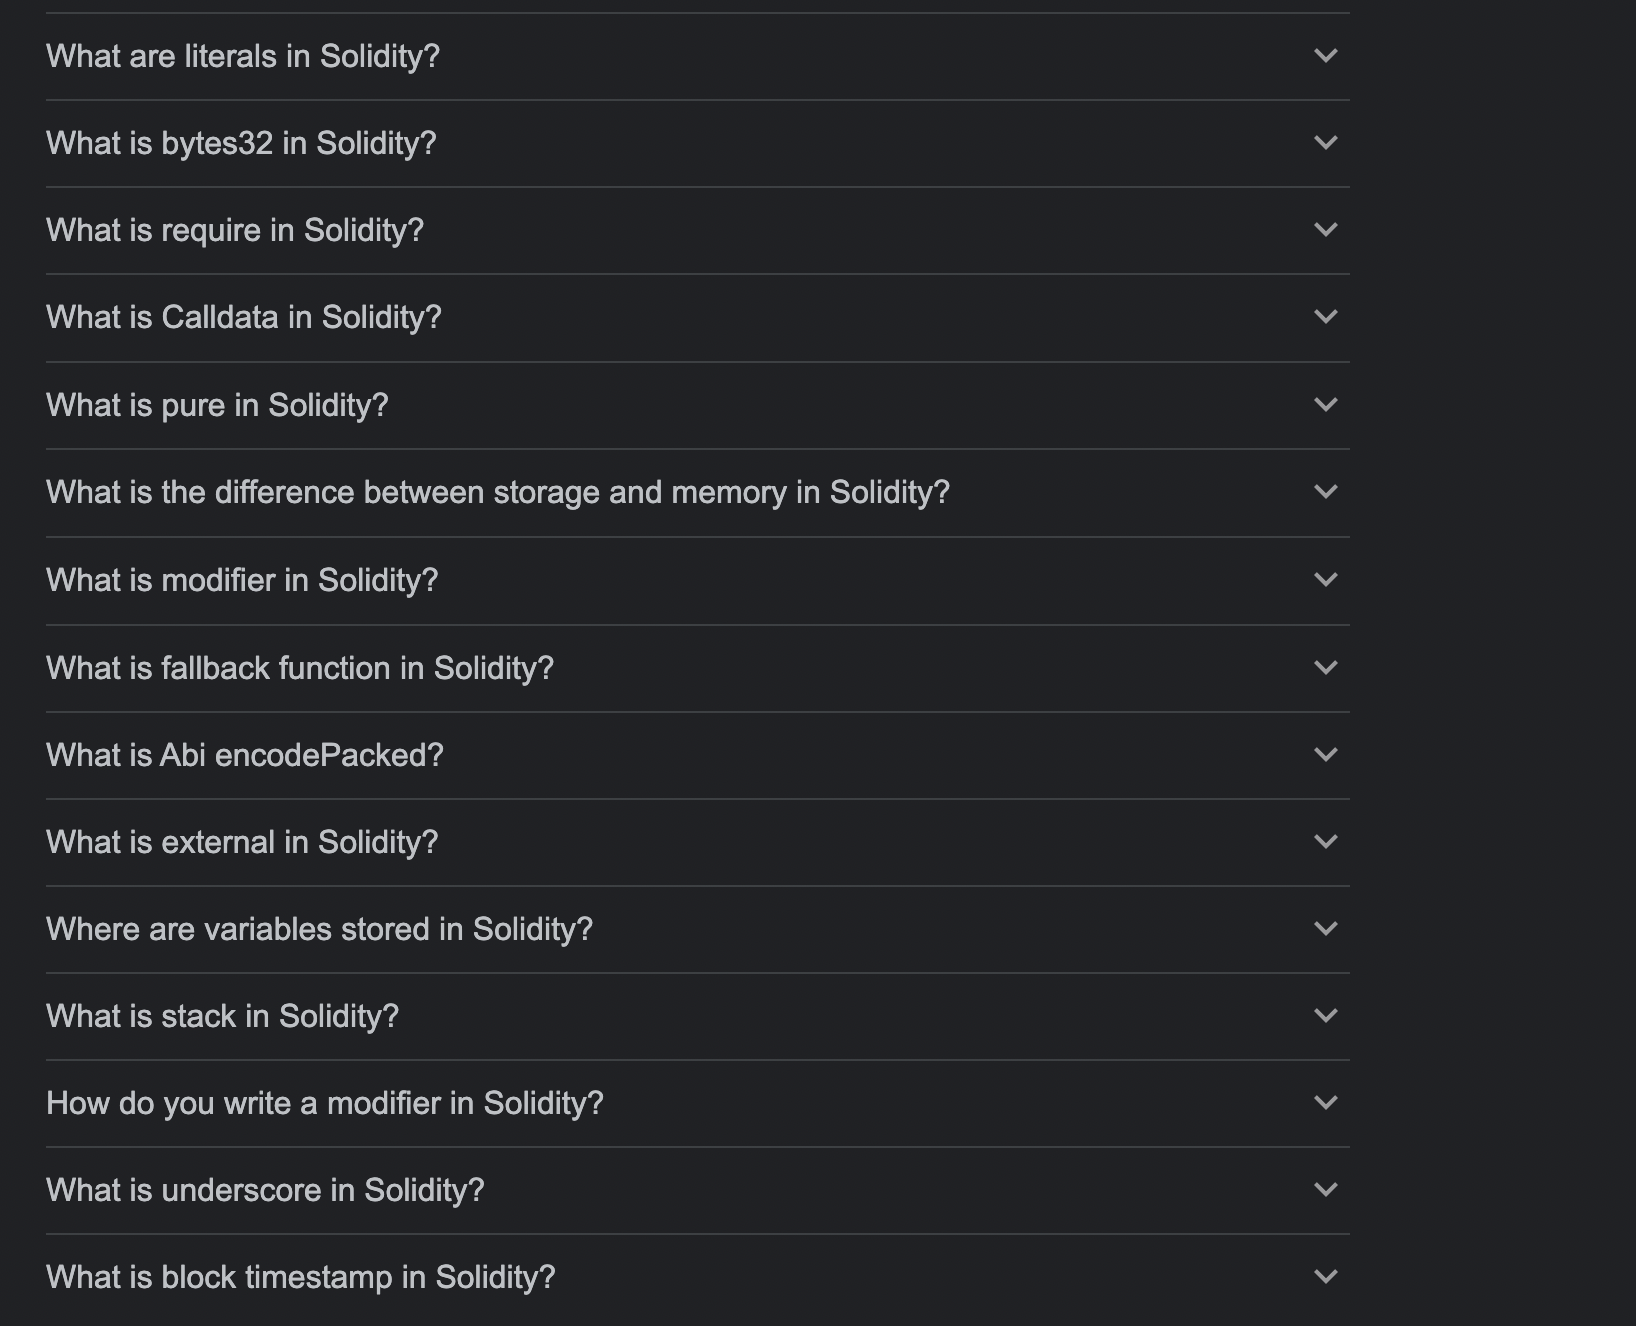 What are literals in Solidity?
What is bytes32 in Solidity?
What is require in Solidity?
What is Calldata in Solidity?
What is pure in Solidity?
What is the difference between storage and memory in Solidity?
What is modifier in Solidity?
What is fallback function in Solidity?
What is Abi encodePacked?
What is external in Solidity?
Where are variables stored in Solidity?
What is stack in Solidity?
How do you write a modifier in Solidity?
What is underscore in Solidity?
What is block timestamp in Solidity?